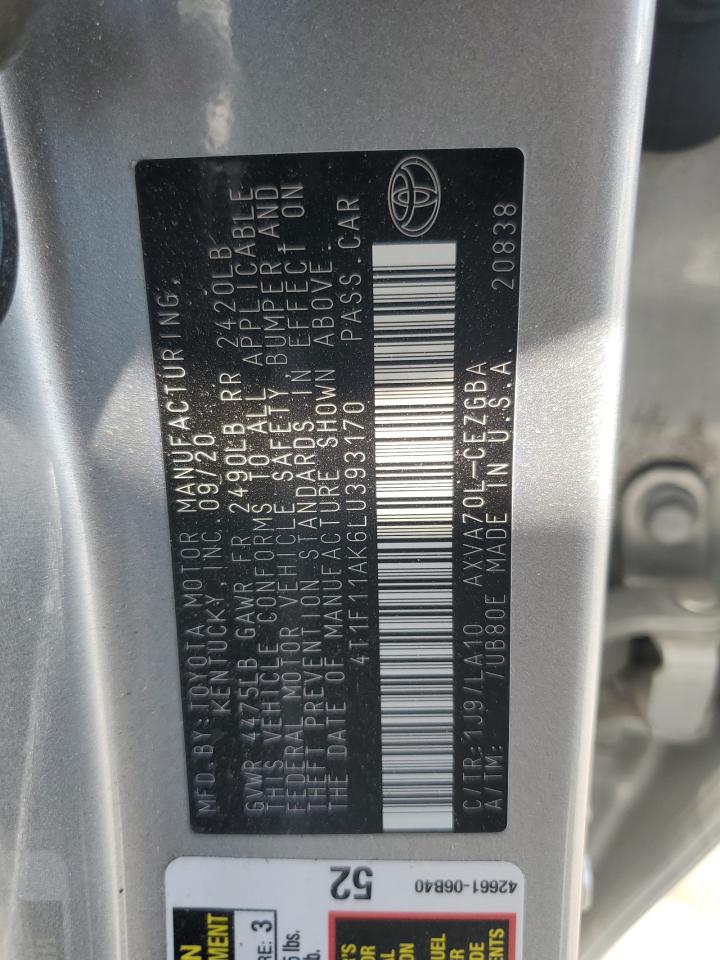 MFD. BY: TOYOTA MOTOR MANUFACTURING,
KENTUCKY, INC. 09/20
GVWR 4475LB GAWR FR 2490LB RR 2420LB
THIS VEHICLE CONFORMS TO ALL APPLICABLE
FEDERAL MOTOR VEHICLE SAFETY, BUMPER, AND
THEFT PREVENTION STANDARDS IN EFFECT ON
THE DATE OF MANUFACTURE SHOWN ABOVE.
4T1F11AK6LU393170 PASS.CAR
C/TR:1J9/LA10 AXVA70L-CEZGBA
A/TM: /UB80E MADE IN U.S.A. 20838
52
42661-06B40